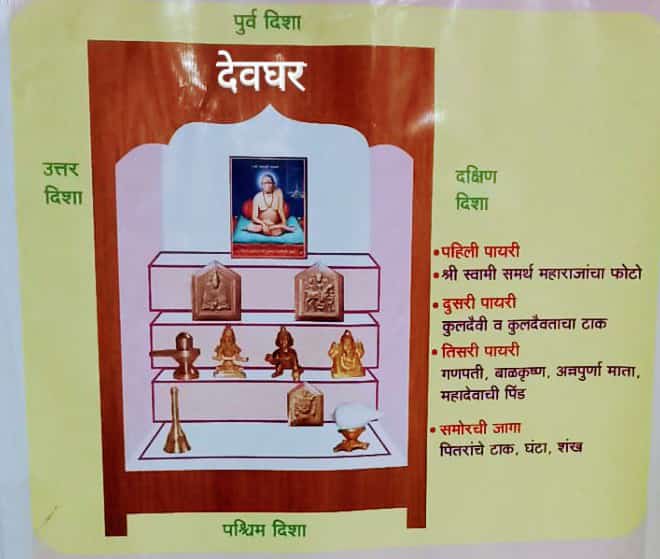 पुर्व दिशा
देवघर
उत्तर
दिशा
दक्षिण
दिशा
•पहिली पायरी
•श्री स्वामी समर्थ महाराजांचा फोटो
• दुसरी पायरी
कुलदैवी व कुलदैवताचा टाक
• तिसरी पायरी
गणपती, बाळकृष्ण, अन्नपुर्णा माता,
महादेवाची पिंड
• समोरची जागा
पितरांचे टाक, घंटा, शंख
पश्चिम दिशा